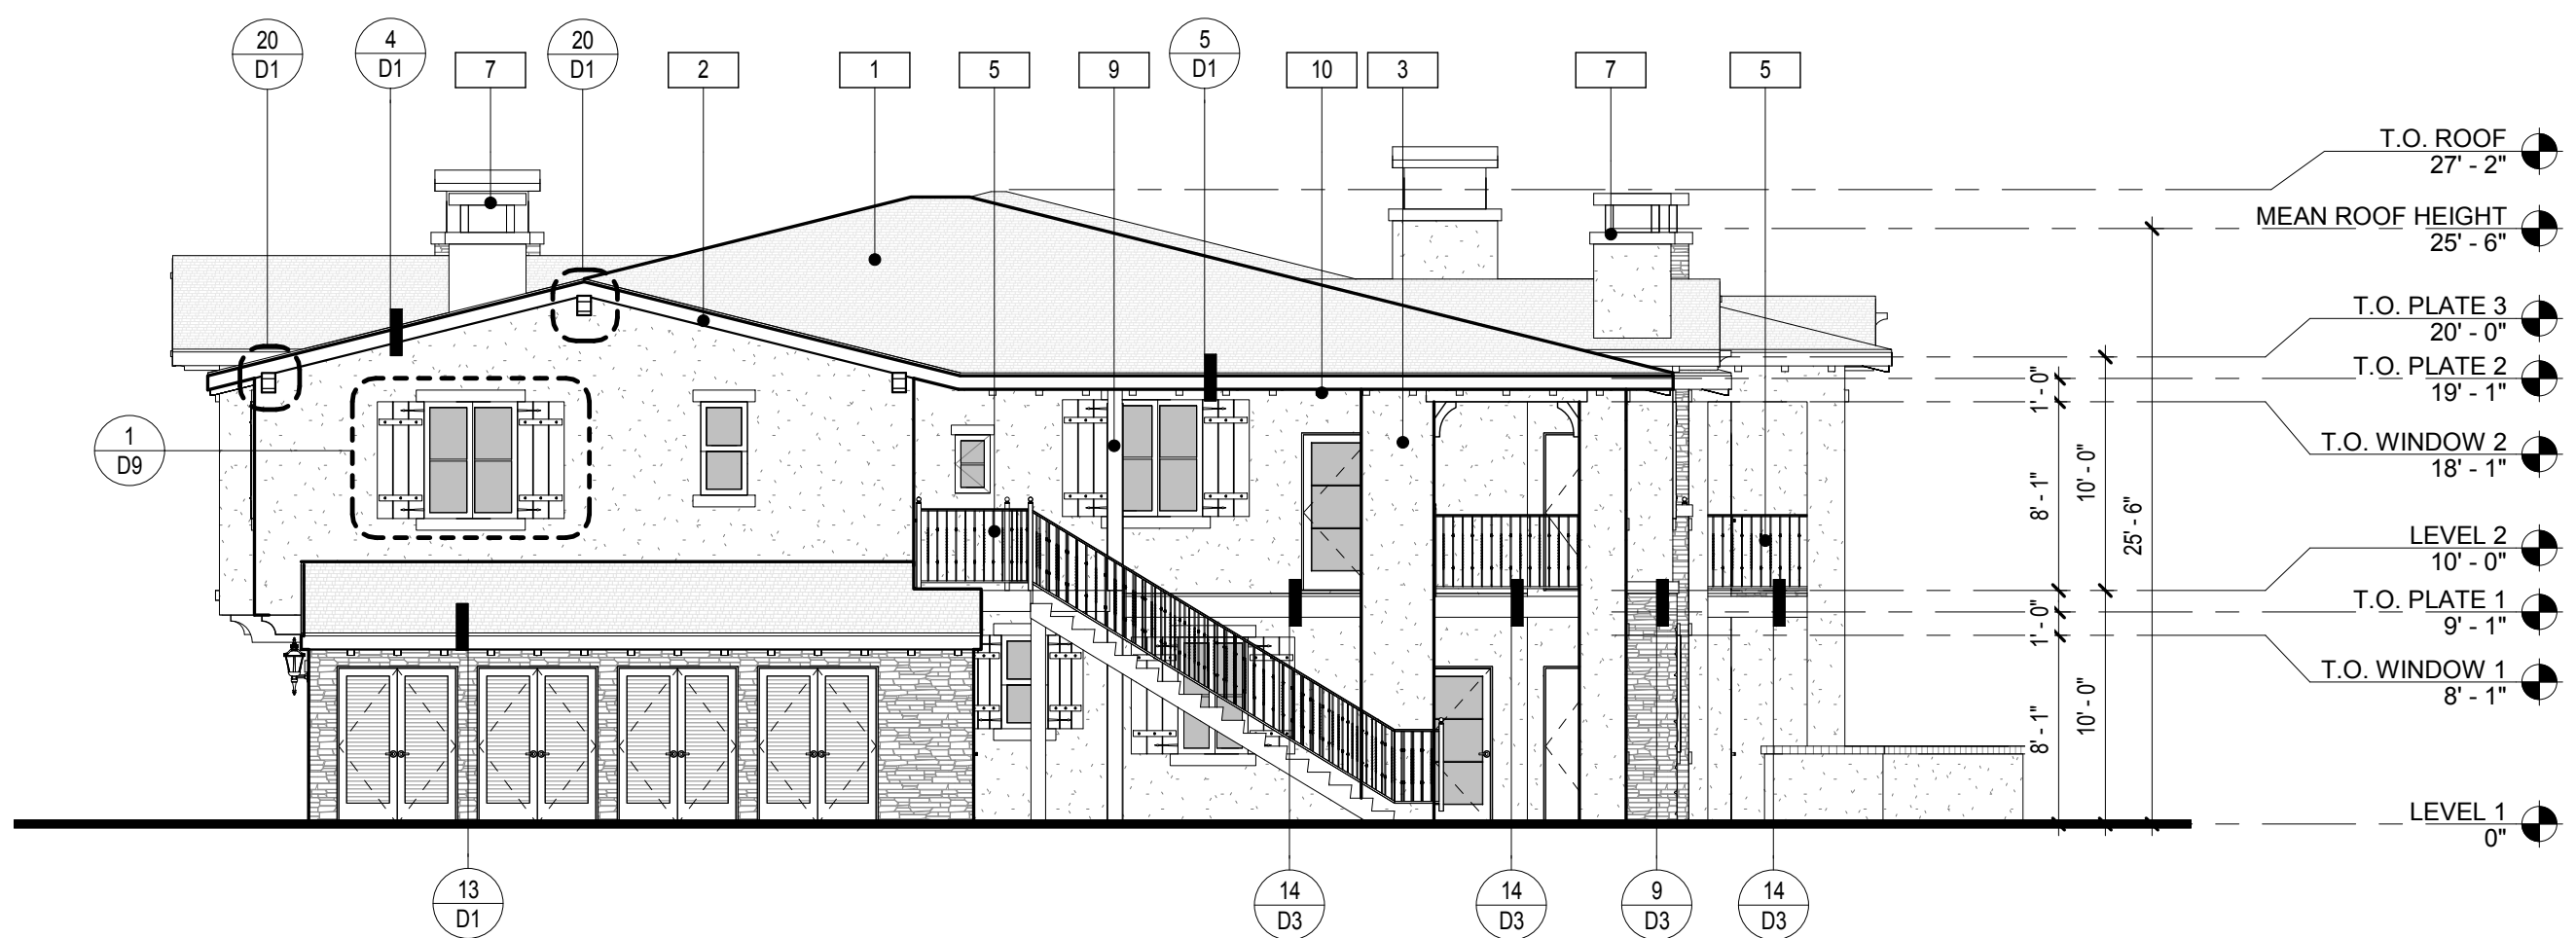 20
D1
4
D1
7
20
D1
2
1
5
9
5
D1
10
3
7
5
T.O. ROOF
27' - 2"
MEAN ROOF HEIGHT
25' - 6"
T.O. PLATE 3
20' - 0"
T.O. PLATE 2
19' - 1"
T.O. WINDOW 2
18' - 1"
LEVEL 2
10' - 0"
T.O. PLATE 1
9' - 1"
T.O. WINDOW 1
8' - 1"
LEVEL 1
0"
1' - 0"
8' - 1"
10' - 0"
25' - 6"
1' - 0"
8' - 1"
10' - 0"
1
D9
13
D1
14
D3
14
D3
9
D3
14
D3